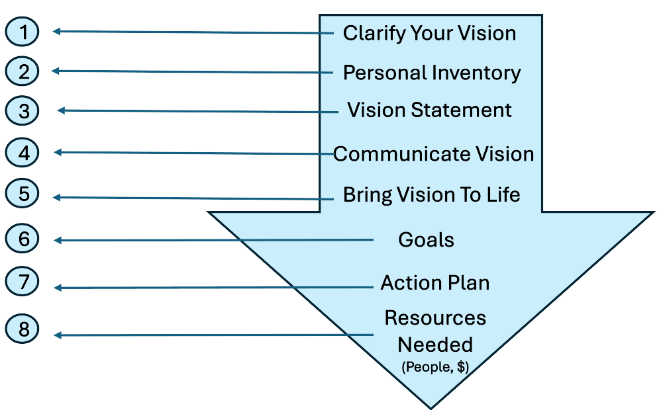 1 Clarify Your Vision
2 Personal Inventory
3 Vision Statement
4 Communicate Vision
5 Bring Vision To Life
6 Goals
7 Action Plan
8 Resources
Needed
(People, $)